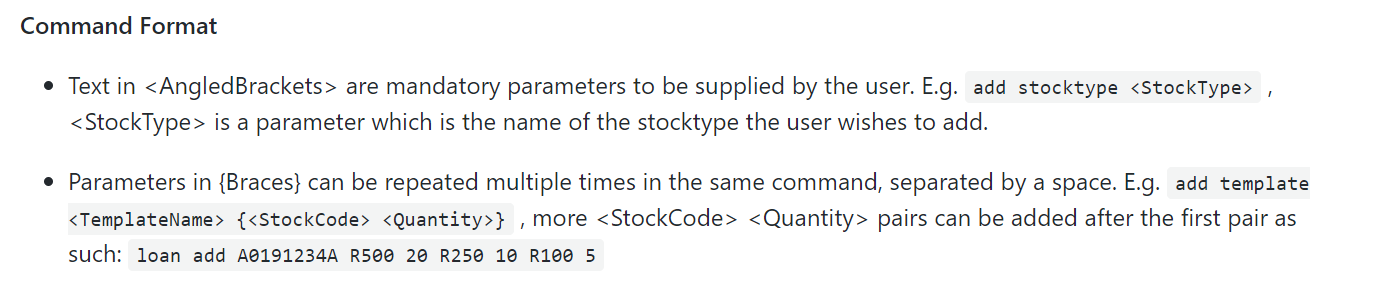 Command Format
Text in <AngledBrackets> are mandatory parameters to be supplied by the user. E.g. add stocktype <StockType> ,
<StockType> is a parameter which is the name of the stocktype the user wishes to add.
Parameters in {Braces} can be repeated multiple times in the same command, separated by a space. E.g. add template
<TemplateName> {<StockCode> <Quantity>} , more <StockCode> <Quantity> pairs can be added after the first pair as
such: loan add A0191234A R500 20 R250 10 R100 5